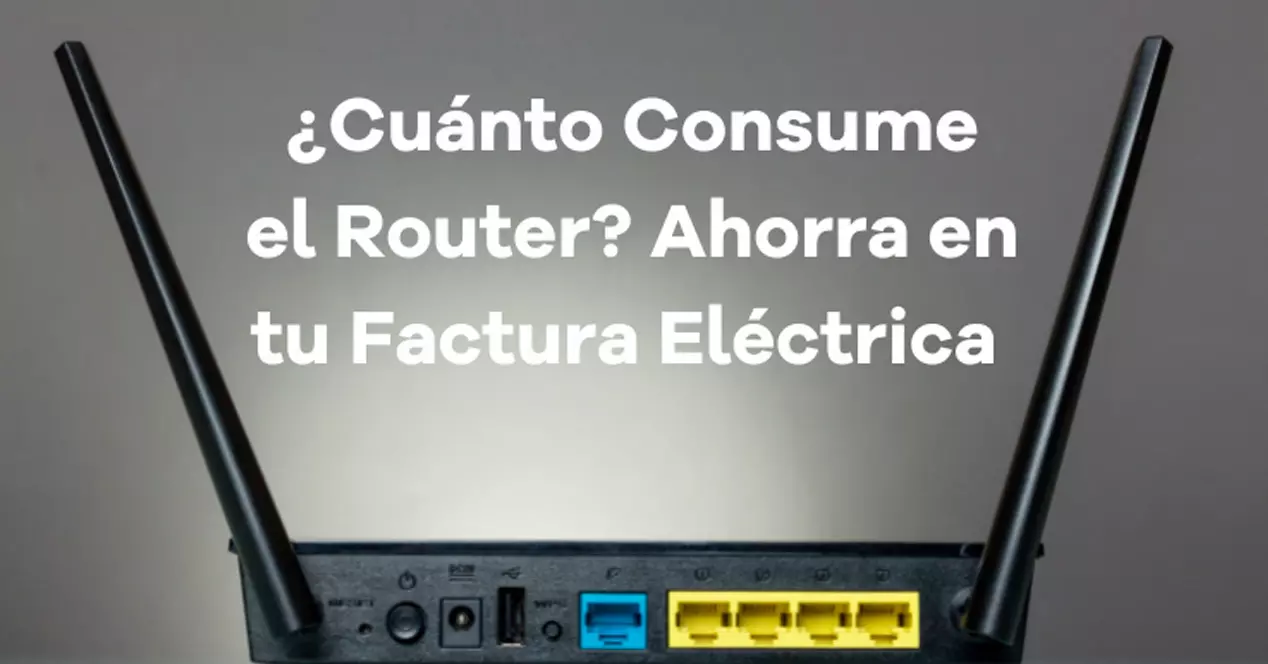 ¿Cuánto Consume
el Router? Ahorra en
tu Factura Eléctrica